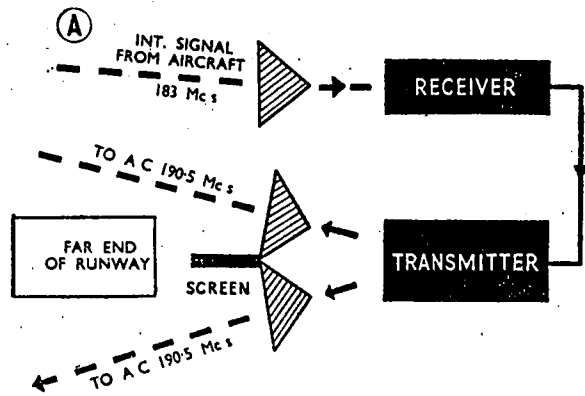 A
INT. SIGNAL
FROM AIRCRAFT
183 Mc s
RECEIVER
TO A C 190·5 Mc s
FAR END
OF RUNWAY
SCREEN
TRANSMITTER
TO A C 190·5 Mc s